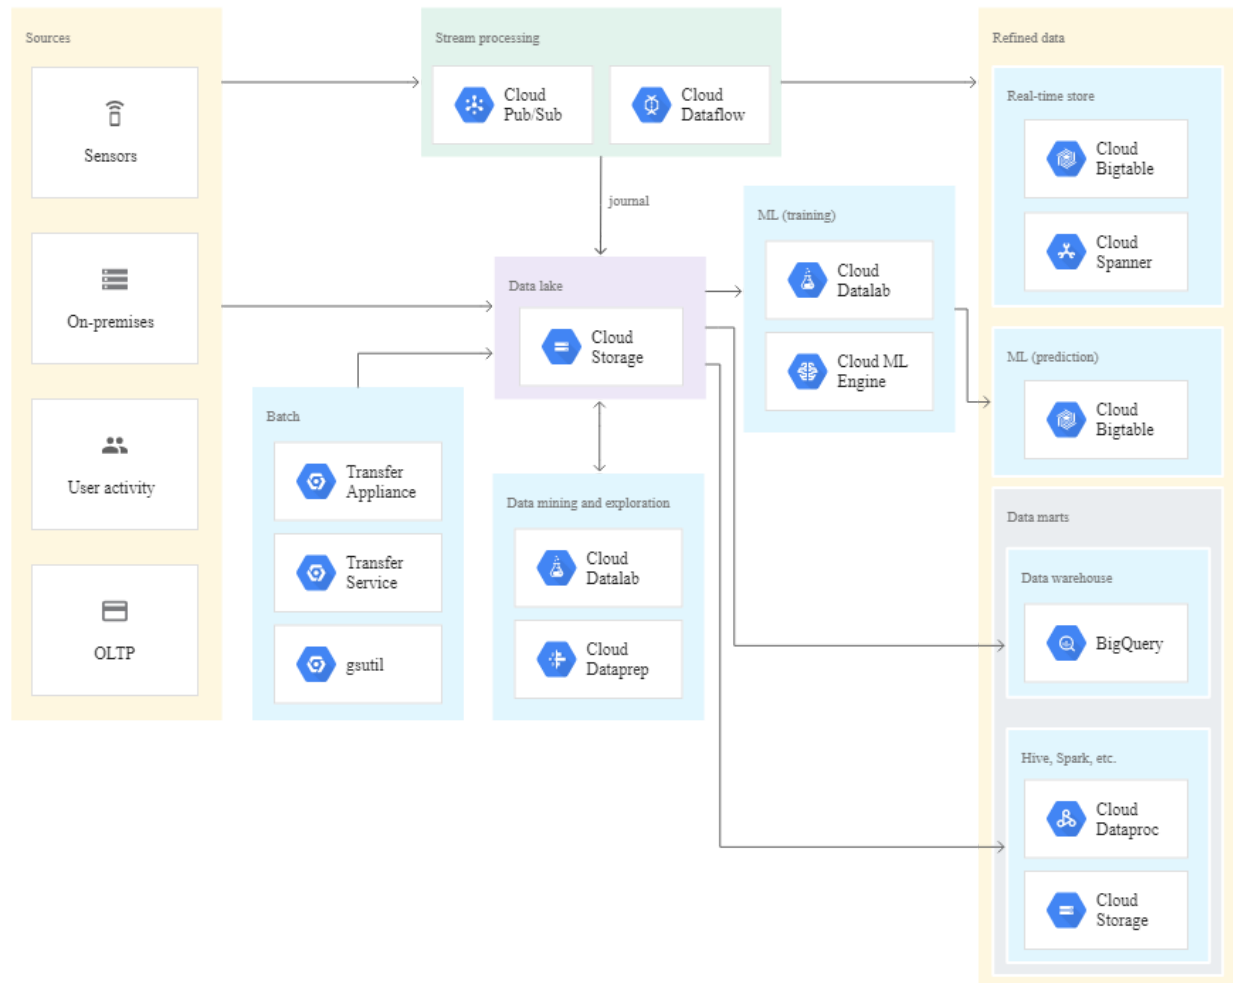 Sources
Sensors
On-premises
User activity
OLTP
Stream processing
Cloud
Pub/Sub
Cloud
Dataflow
journal
Batch
Transfer
Appliance
Transfer
Service
gsutil
Data lake
Cloud
Storage
Data mining and exploration
Cloud
Datalab
Cloud
Dataprep
ML (training)
Cloud
Datalab
Cloud ML
Engine
Refined data
Real-time store
Cloud
Bigtable
Cloud
Spanner
ML (prediction)
Cloud
Bigtable
Data marts
Data warehouse
BigQuery
Hive, Spark, etc.
Cloud
Dataproc
Cloud
Storage